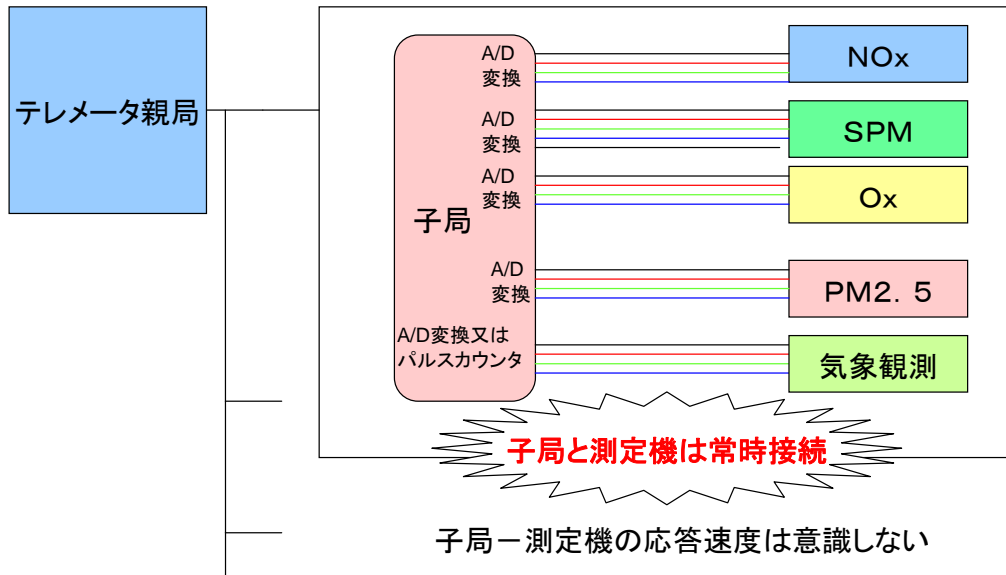 テレメータ親局
子局
A/D
変換
A/D
変換
A/D
変換
A/D
変換
A/D変換又は
パルスカウンタ
NOx
SPM
Ox
PM2. 5
気象観測
子局と測定機は常時接続
子局－測定機の応答速度は意識しない